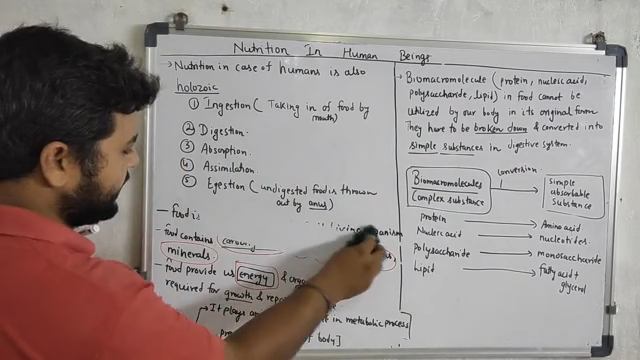 Nutrition In Human Beings
→ Nutrition in case of humans is also
holozoic
① Ingestion ( Taking in of food by
mouth)
② Digestion.
③ Absorption
④ Assimilation
⑤ Egestion ( undigested food is thrown
out by anus)
— food is
living organism
food contains
minerals
food provide us energy &
required for growth &
→ It plays
in metabolic process
of body]
→ Biomacromolecule ( protein, nucleic acid,
polysaccharide, Lipid ) in food cannot be
utilized by our body in its original form
They have to be broken down & converted into
simple substances in digestive system.
Biomacromolecules
Complex substance
conversion
Simple
absorbable
substance
Protein → Amino acid
Nucleic acid → nucleotides
Polysaccharide → monosaccharide
Lipid → fatty acid +
glycerol